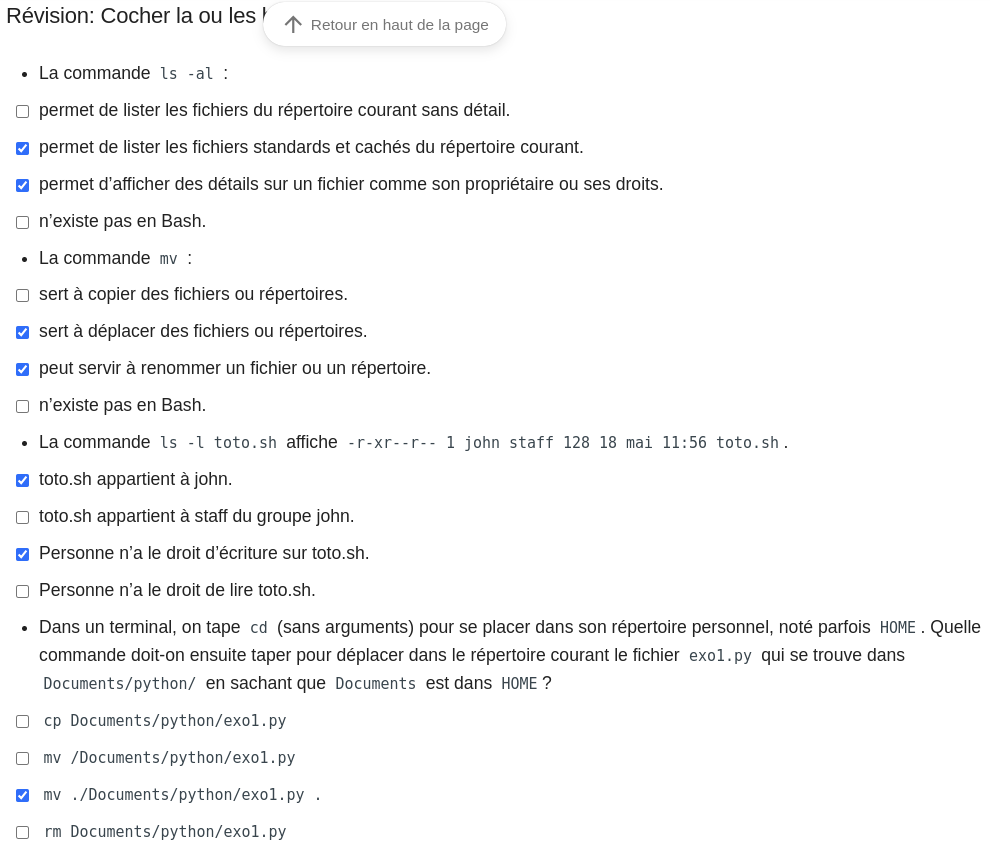 Révision: Cocher la ou les
Retour en haut de la page
La commande ls -al :
permet de lister les fichiers du répertoire courant sans détail.
permet de lister les fichiers standards et cachés du répertoire courant.
permet d’afficher des détails sur un fichier comme son propriétaire ou ses droits.
n’existe pas en Bash.
La commande mv :
sert à copier des fichiers ou répertoires.
sert à déplacer des fichiers ou répertoires.
peut servir à renommer un fichier ou un répertoire.
n’existe pas en Bash.
La commande ls -l toto.sh affiche -r-xr--r-- 1 john staff 128 18 mai 11:56 toto.sh.
toto.sh appartient à john.
toto.sh appartient à staff du groupe john.
Personne n’a le droit d’écriture sur toto.sh.
Personne n’a le droit de lire toto.sh.
Dans un terminal, on tape cd (sans arguments) pour se placer dans son répertoire personnel, noté parfois HOME. Quelle
commande doit-on ensuite taper pour déplacer dans le répertoire courant le fichier exo1.py qui se trouve dans
Documents/python/ en sachant que Documents est dans HOME ?
cp Documents/python/exo1.py
mv /Documents/python/exo1.py
mv ./Documents/python/exo1.py .
rm Documents/python/exo1.py